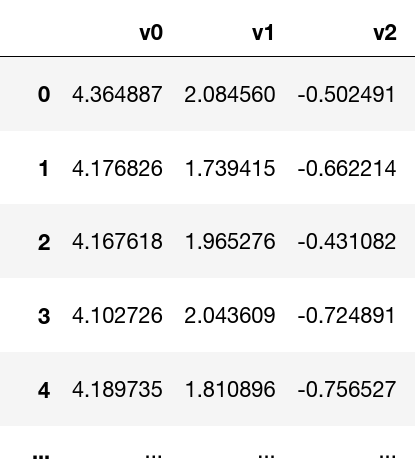 v0 v1 v2
0 4.364887 2.084560 -0.502491
1 4.176826 1.739415 -0.662214
2 4.167618 1.965276 -0.431082
3 4.102726 2.043609 -0.724891
4 4.189735 1.810896 -0.756527
... ... ... ...